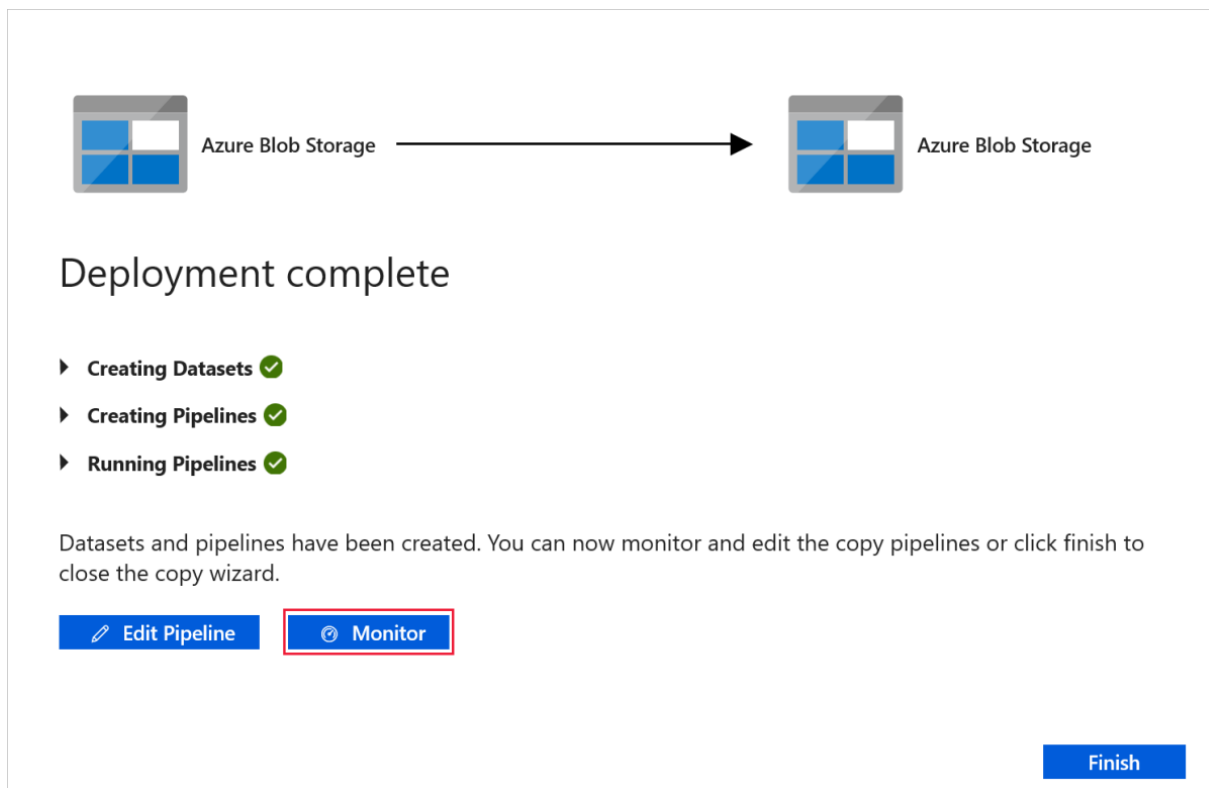 Azure Blob Storage
Azure Blob Storage
Deployment complete
Creating Datasets
Creating Pipelines
Running Pipelines
Datasets and pipelines have been created. You can now monitor and edit the copy pipelines or click finish to
close the copy wizard.
Edit Pipeline
Monitor
Finish